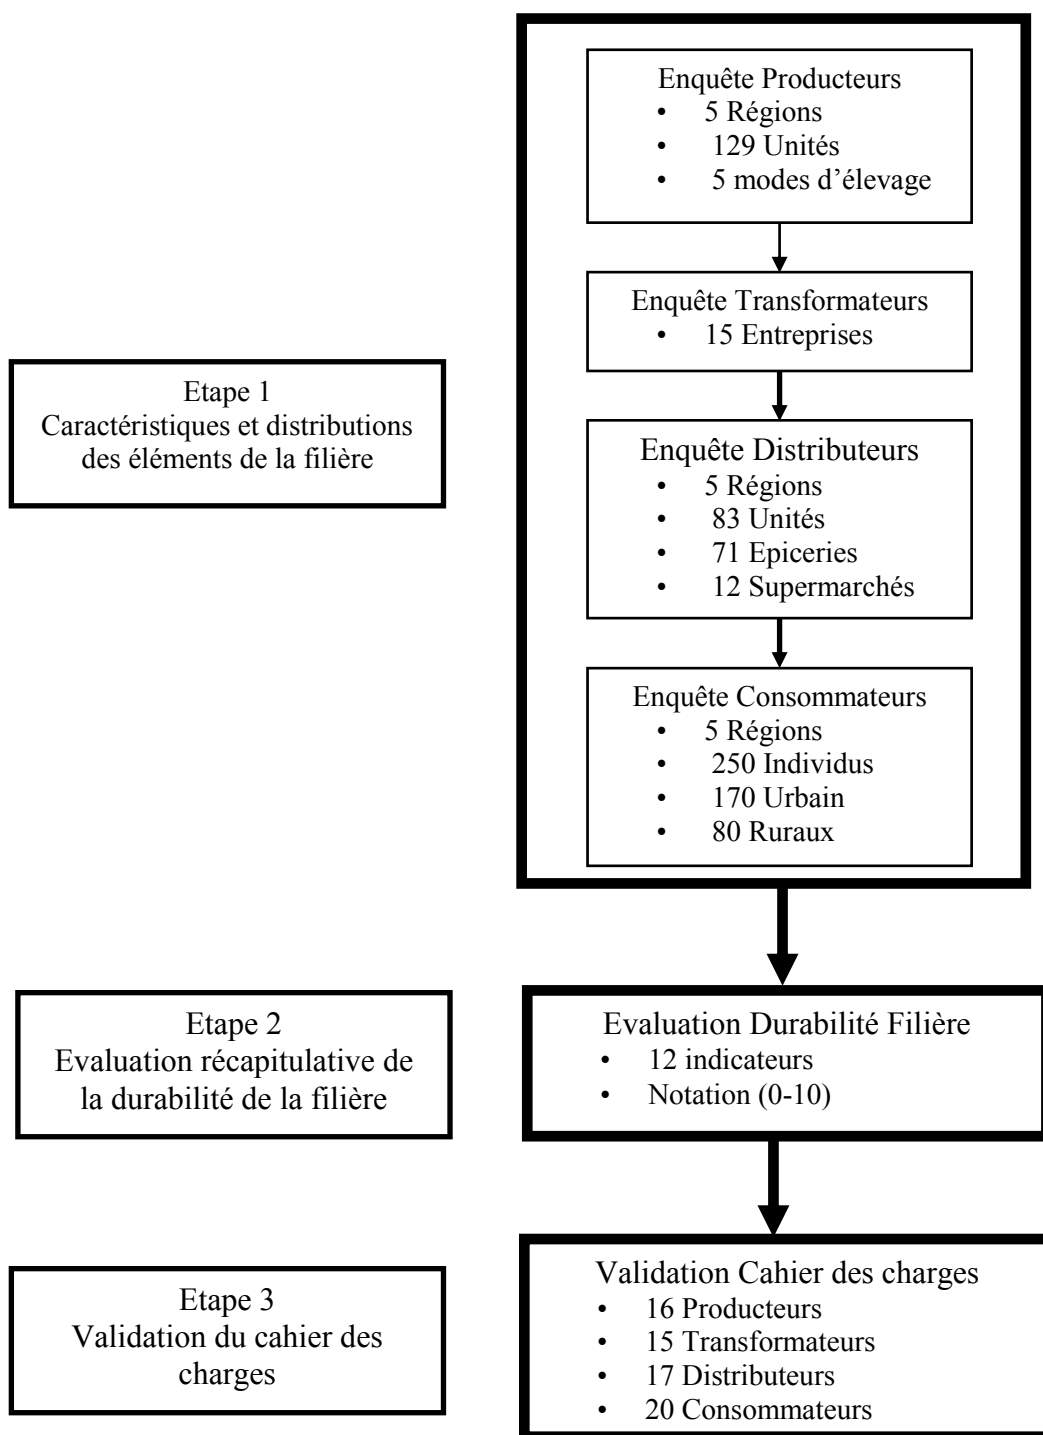 Enquête Producteurs
• 5 Régions
• 129 Unités
• 5 modes d’élevage
Enquête Transformateurs
• 15 Entreprises
Etape 1
Caractéristiques et distributions
des éléments de la filière
Enquête Distributeurs
• 5 Régions
• 83 Unités
• 71 Epiceries
• 12 Supermarchés
Enquête Consommateurs
• 5 Régions
• 250 Individus
• 170 Urbain
• 80 Ruraux
Etape 2
Evaluation récapitulative de
la durabilité de la filière
Evaluation Durabilité Filière
• 12 indicateurs
• Notation (0-10)
Etape 3
Validation du cahier des
charges
Validation Cahier des charges
• 16 Producteurs
• 15 Transformateurs
• 17 Distributeurs
• 20 Consommateurs